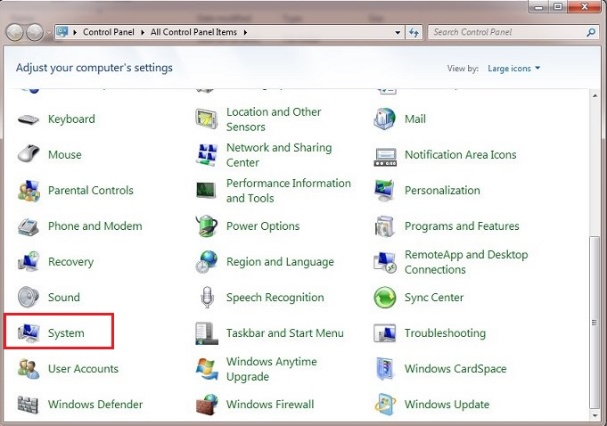 Control Panel ▸ All Control Panel Items ▸
Search Control Panel
Adjust your computer's settings
View by: Large icons
Keyboard
Location and Other Sensors
Mail
Mouse
Network and Sharing Center
Notification Area Icons
Parental Controls
Performance Information and Tools
Personalization
Phone and Modem
Power Options
Programs and Features
Recovery
Region and Language
RemoteApp and Desktop Connections
Sound
Speech Recognition
Sync Center
System
Taskbar and Start Menu
Troubleshooting
User Accounts
Windows Anytime Upgrade
Windows CardSpace
Windows Defender
Windows Firewall
Windows Update